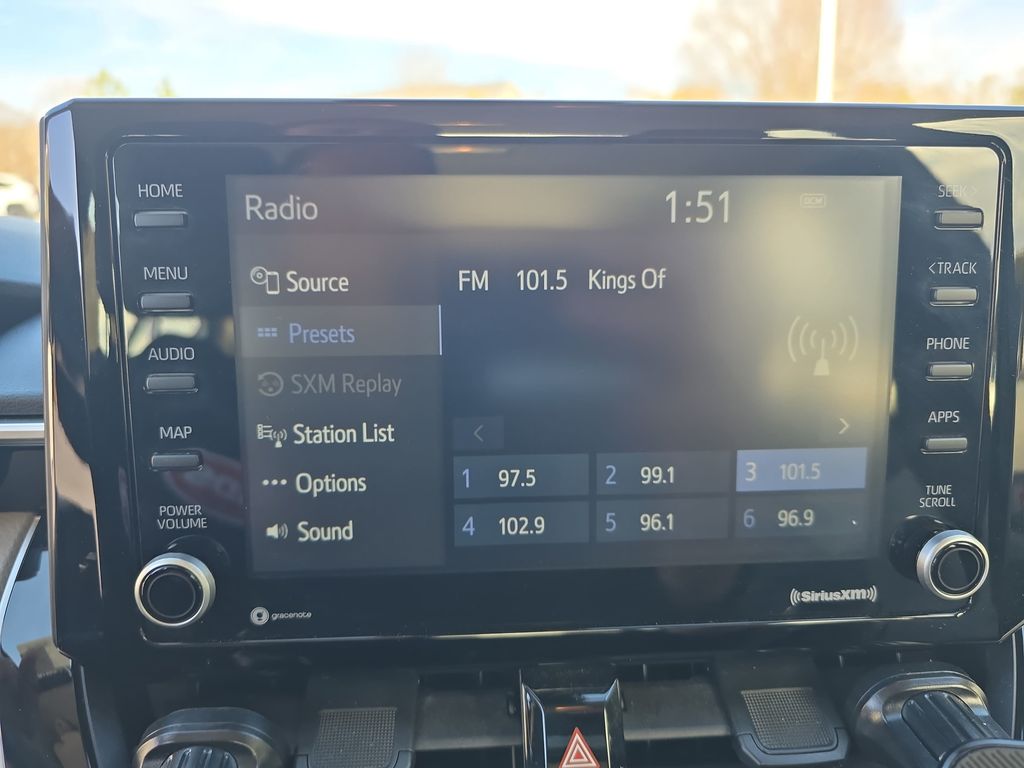 HOME
MENU
AUDIO
MAP
POWER
VOLUME
Radio
1:51
DCM
Source
Presets
SXM Replay
Station List
Options
Sound
FM 101.5 Kings Of
<
>
1 97.5
2 99.1
3 101.5
4 102.9
5 96.1
6 96.9
SEEK >
< TRACK
PHONE
APPS
TUNE
SCROLL
gracenote
SiriusXM